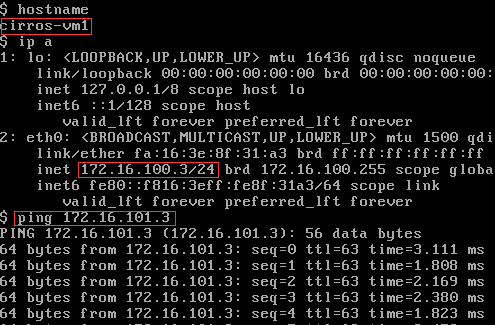 $ hostname
cirros-vm1
$ ip a
1: lo: <LOOPBACK,UP,LOWER_UP> mtu 16436 qdisc noqueue
link/loopback 00:00:00:00:00:00 brd 00:00:00:00:00:
inet 127.0.0.1/8 scope host lo
inet6 ::1/128 scope host
valid_lft forever preferred_lft forever
2: eth0: <BROADCAST,MULTICAST,UP,LOWER_UP> mtu 1500 qdi
link/ether fa:16:3e:8f:31:a3 brd ff:ff:ff:ff:ff:ff
inet 172.16.100.3/24 brd 172.16.100.255 scope globa
inet6 fe80::f816:3eff:fe8f:31a3/64 scope link
valid_lft forever preferred_lft forever
$ ping 172.16.101.3
PING 172.16.101.3 (172.16.101.3): 56 data bytes
64 bytes from 172.16.101.3: seq=0 ttl=63 time=3.111 ms
64 bytes from 172.16.101.3: seq=1 ttl=63 time=1.808 ms
64 bytes from 172.16.101.3: seq=2 ttl=63 time=2.169 ms
64 bytes from 172.16.101.3: seq=3 ttl=63 time=2.380 ms
64 bytes from 172.16.101.3: seq=4 ttl=63 time=1.823 ms